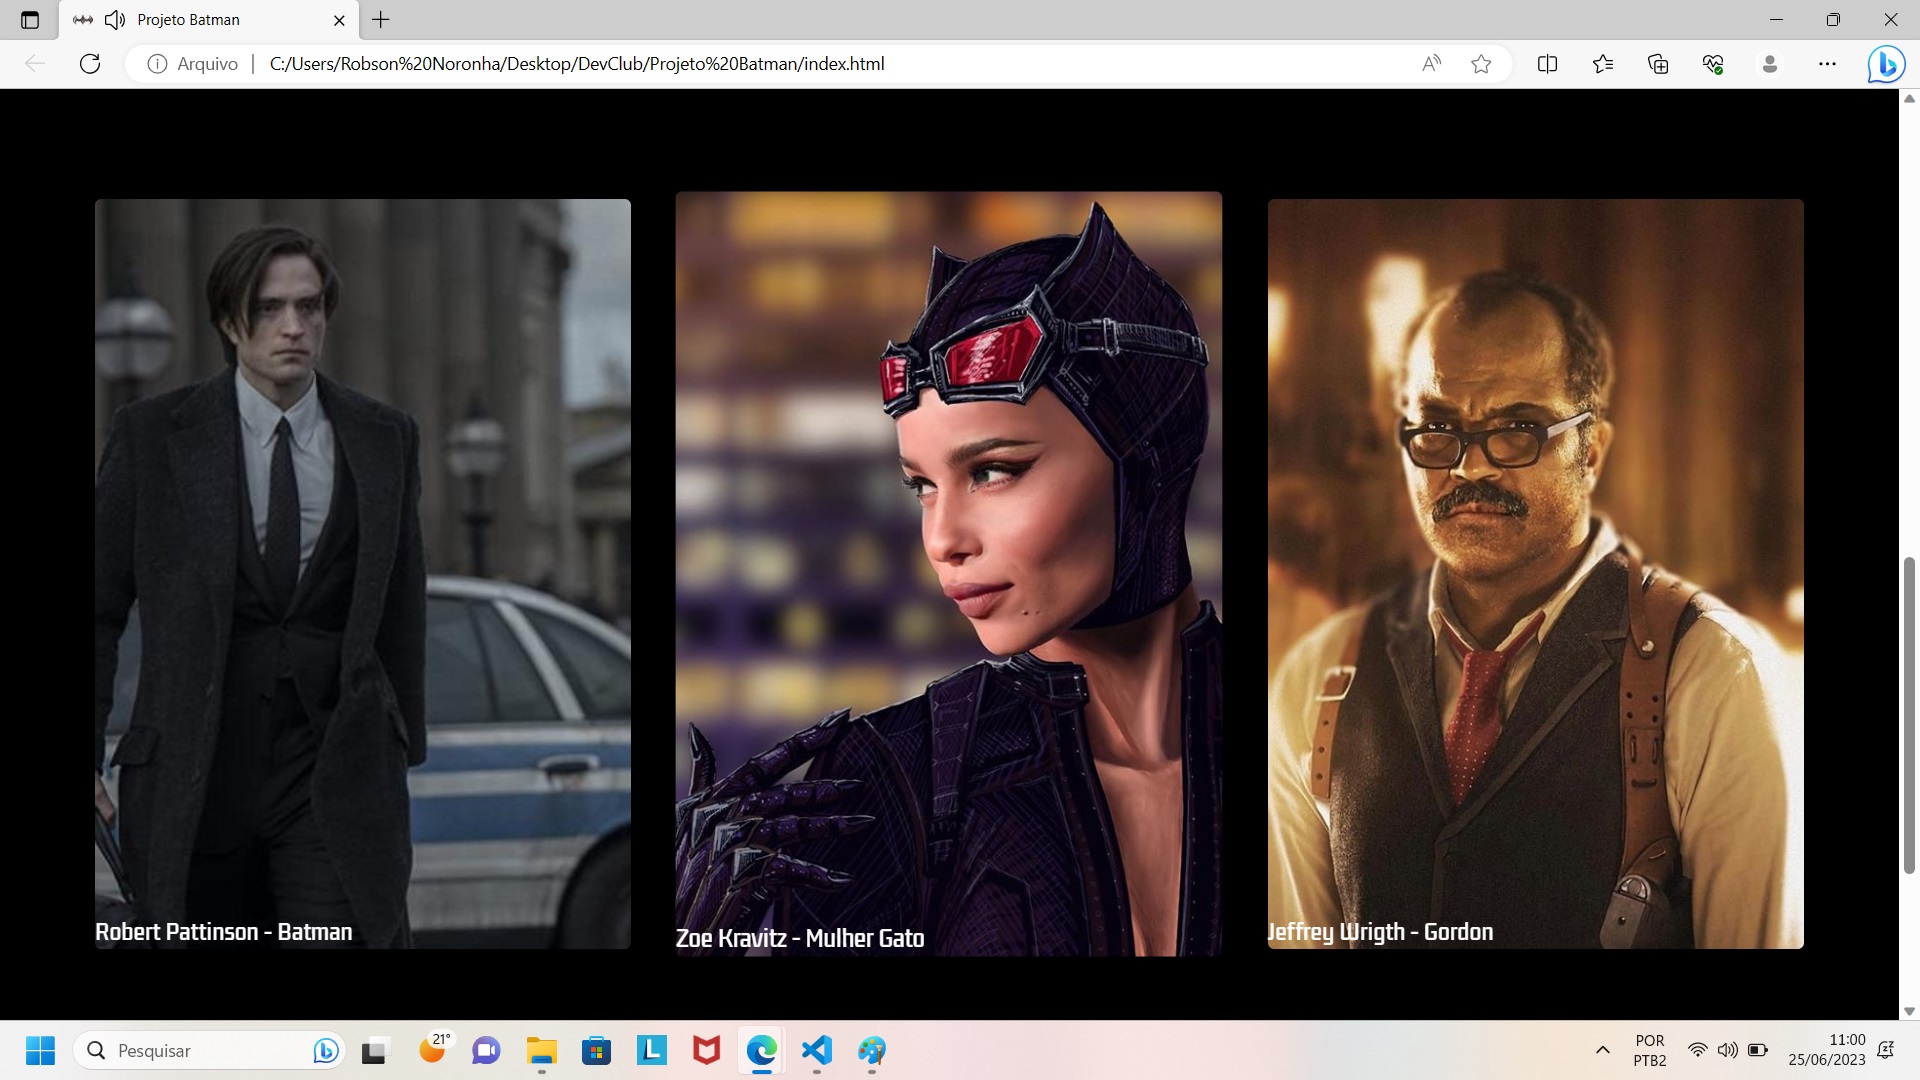 Projeto Batman
Arquivo
C:/Users/Robson%20Noronha/Desktop/DevClub/Projeto%20Batman/index.html
Robert Pattinson - Batman
Zoe Kravitz - Mulher Gato
Jeffrey Wrigth - Gordon
Pesquisar
21°
L
POR
PTB2
11:00
25/06/2023